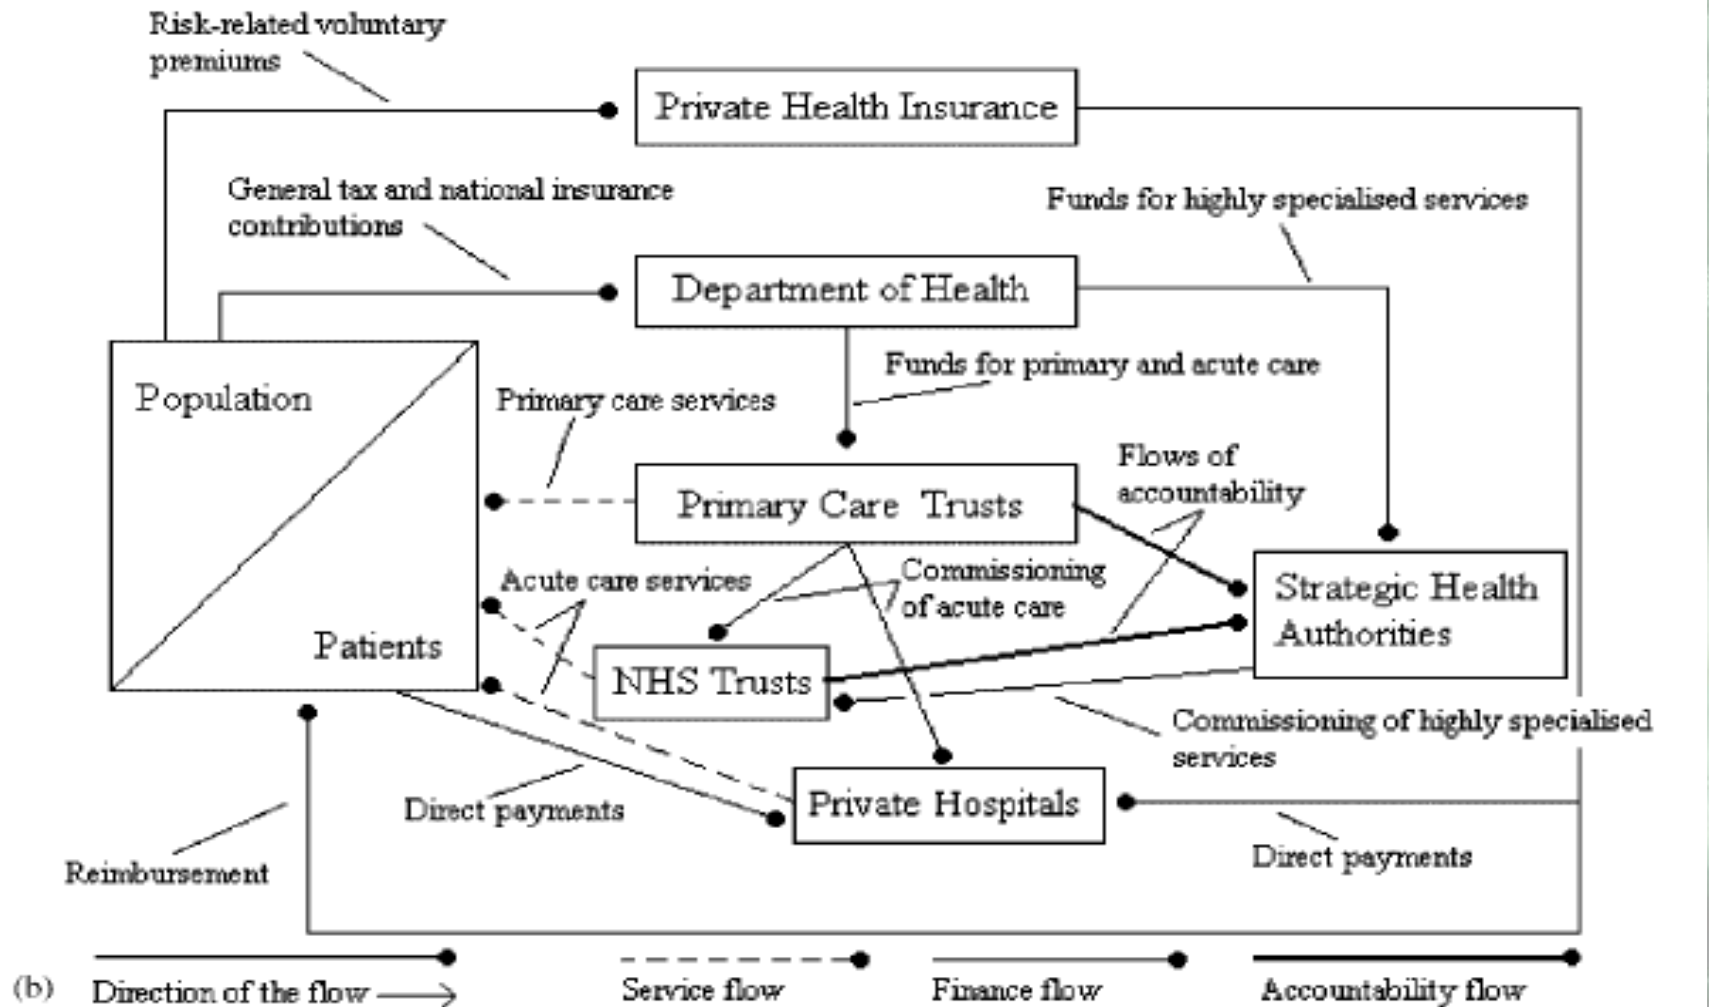 Risk-related voluntary
premiums
Private Health Insurance
General tax and national insurance
contributions
Funds for highly specialised services
Department of Health
Funds for primary and acute care
Population
Primary care services
Flows of
accountability
Primary Care Trusts
Acute care services
Commissioning
of acute care
Strategic Health
Authorities
Patients
NHS Trusts
Commissioning of highly specialised
services
Direct payments
Private Hospitals
Direct payments
Reimbursement
(b)
Direction of the flow
Service flow
Finance flow
Accountability flow